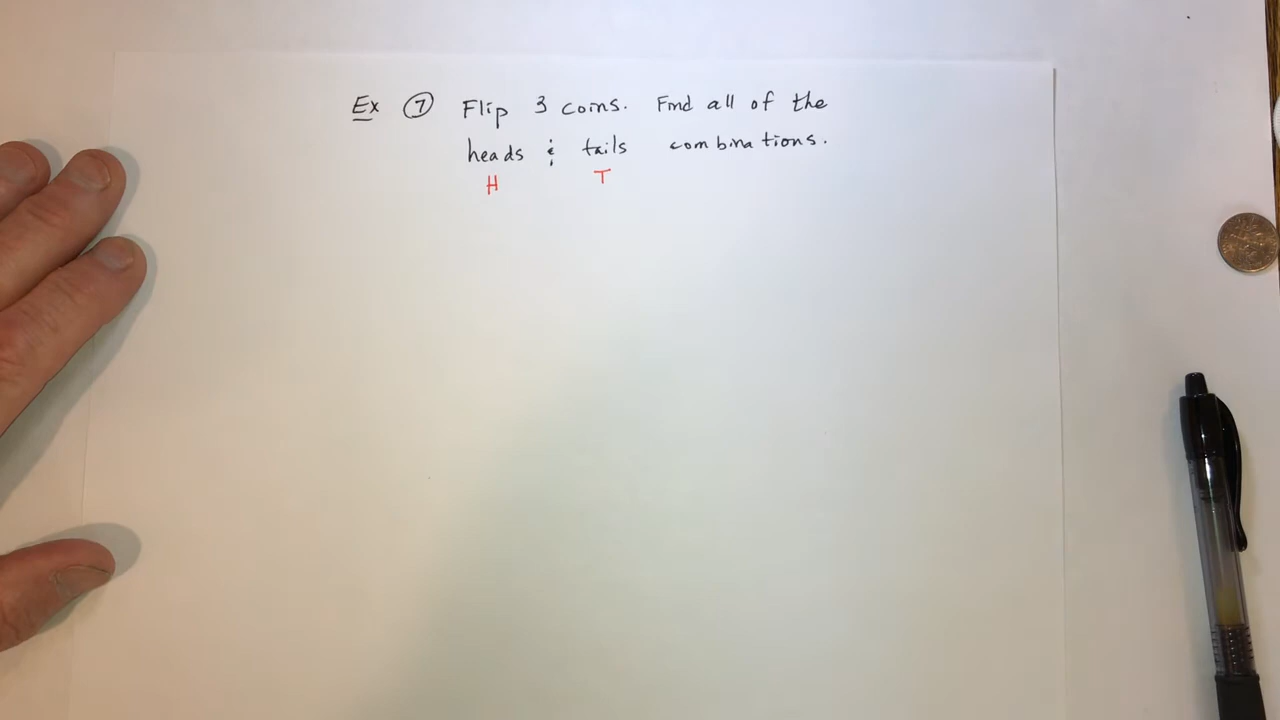 Ex ⑦ Flip 3 coins. Find all of the
heads & tails combinations.
H T